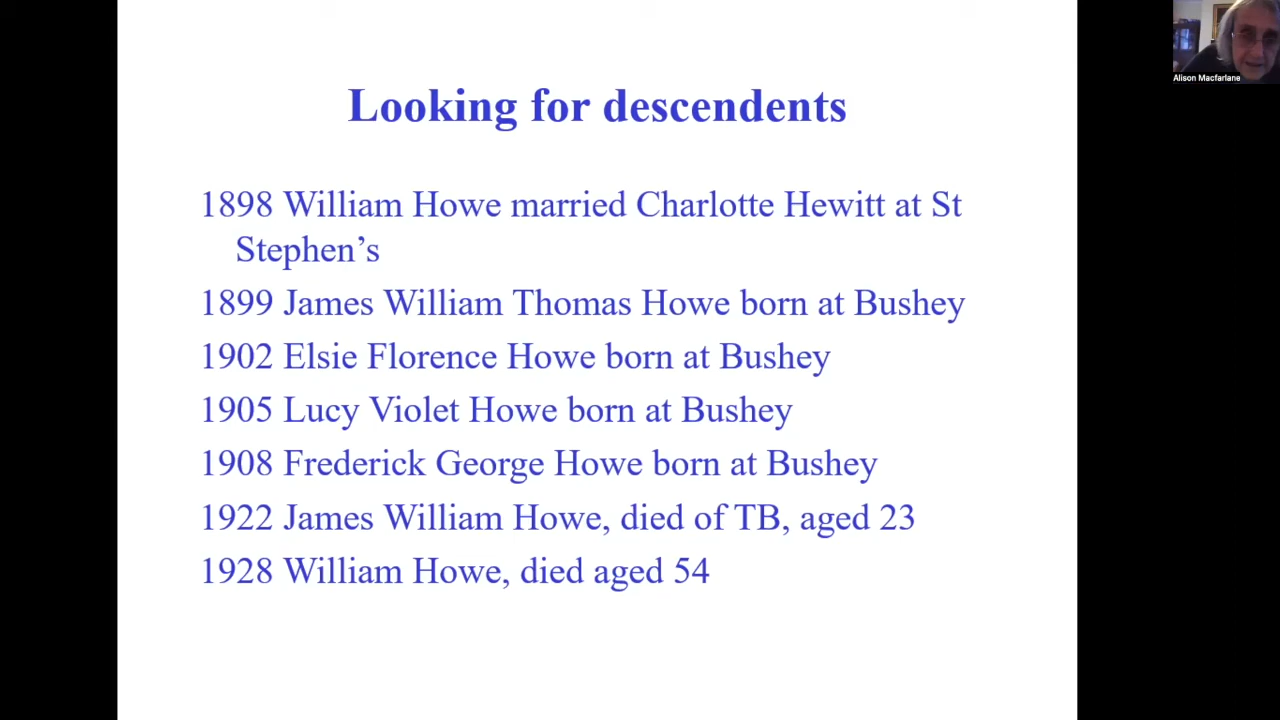 Alison Macfarlane
Looking for descendents
1898 William Howe married Charlotte Hewitt at St
Stephen’s
1899 James William Thomas Howe born at Bushey
1902 Elsie Florence Howe born at Bushey
1905 Lucy Violet Howe born at Bushey
1908 Frederick George Howe born at Bushey
1922 James William Howe, died of TB, aged 23
1928 William Howe, died aged 54